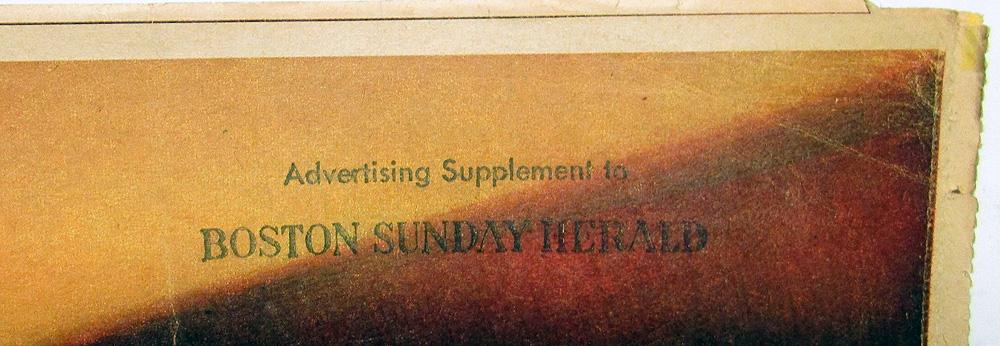 Advertising Supplement to
BOSTON SUNDAY HERALD